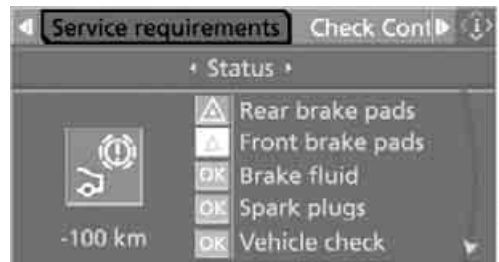 Service requirements Check Cont
Status
Rear brake pads
Front brake pads
OK Brake fluid
OK Spark plugs
-100 km OK Vehicle check